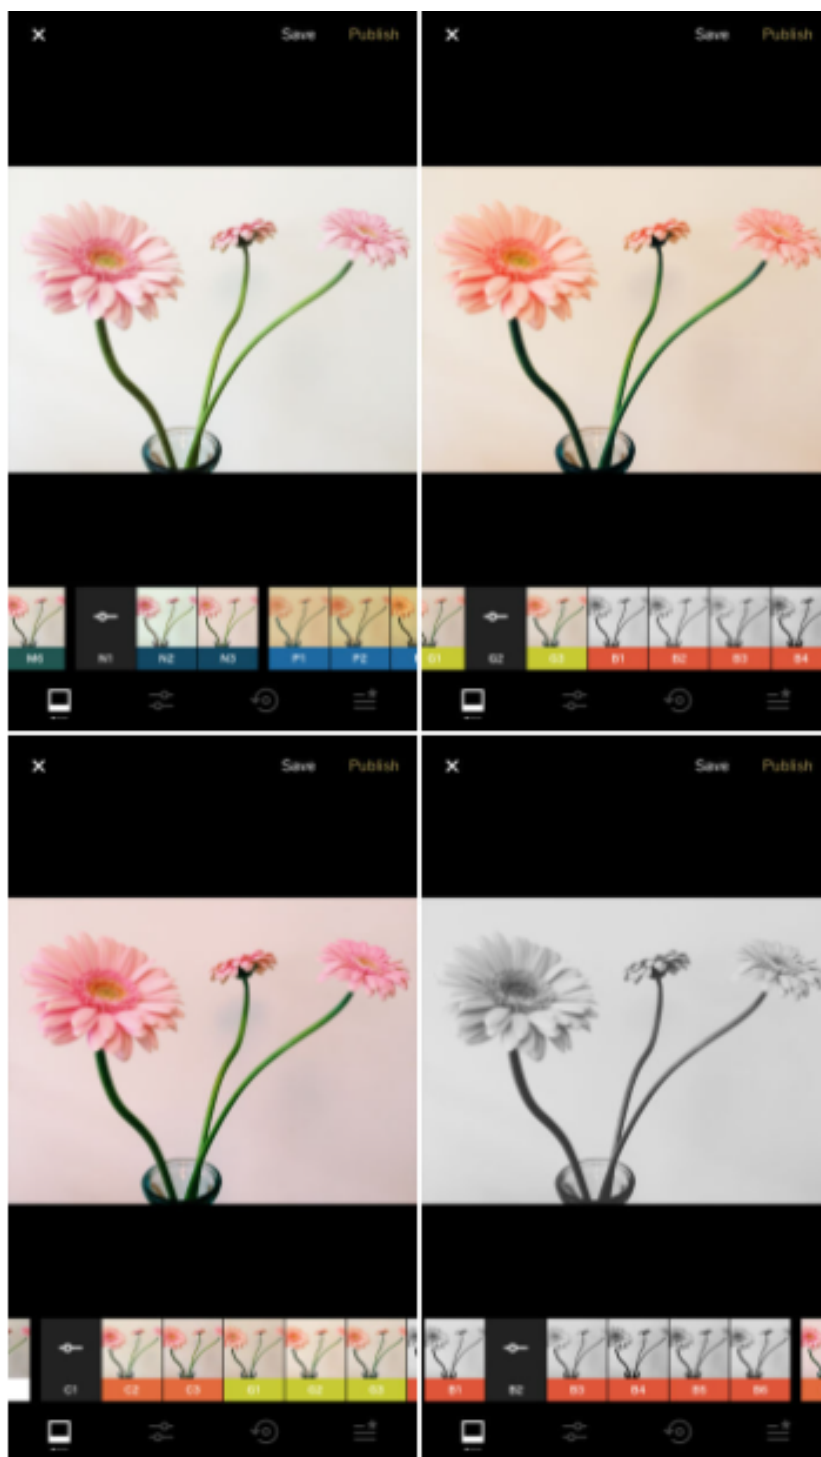 × Save Publish
M6 N1 N2 N3 P1 P2
× Save Publish
G1 G2 G3 B1 B2 B3 B4
× Save Publish
C1 C2 C3 G1 G2 G3
× Save Publish
B1 B2 B3 B4 B5 B6